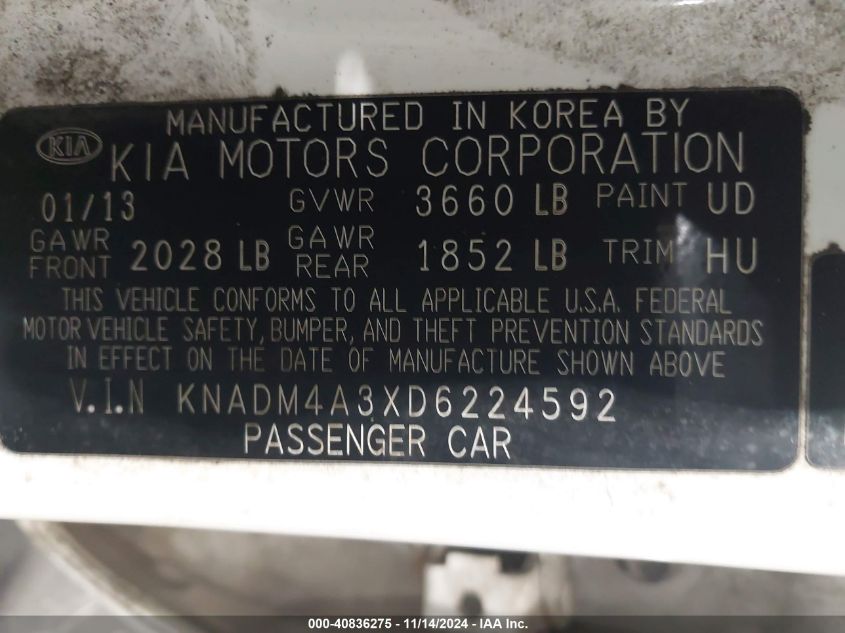 MANUFACTURED IN KOREA BY
KIA KIA MOTORS CORPORATION
01/13 GVWR 3660 LB PAINT UD
GAWR FRONT 2028 LB GAWR REAR 1852 LB TRIM HU
THIS VEHICLE CONFORMS TO ALL APPLICABLE U.S.A. FEDERAL
MOTOR VEHICLE SAFETY, BUMPER, AND THEFT PREVENTION STANDARDS
IN EFFECT ON THE DATE OF MANUFACTURE SHOWN ABOVE
V.I.N KNADM4A3XD6224592
PASSENGER CAR
000-40836275 - 11/14/2024 - IAA Inc.